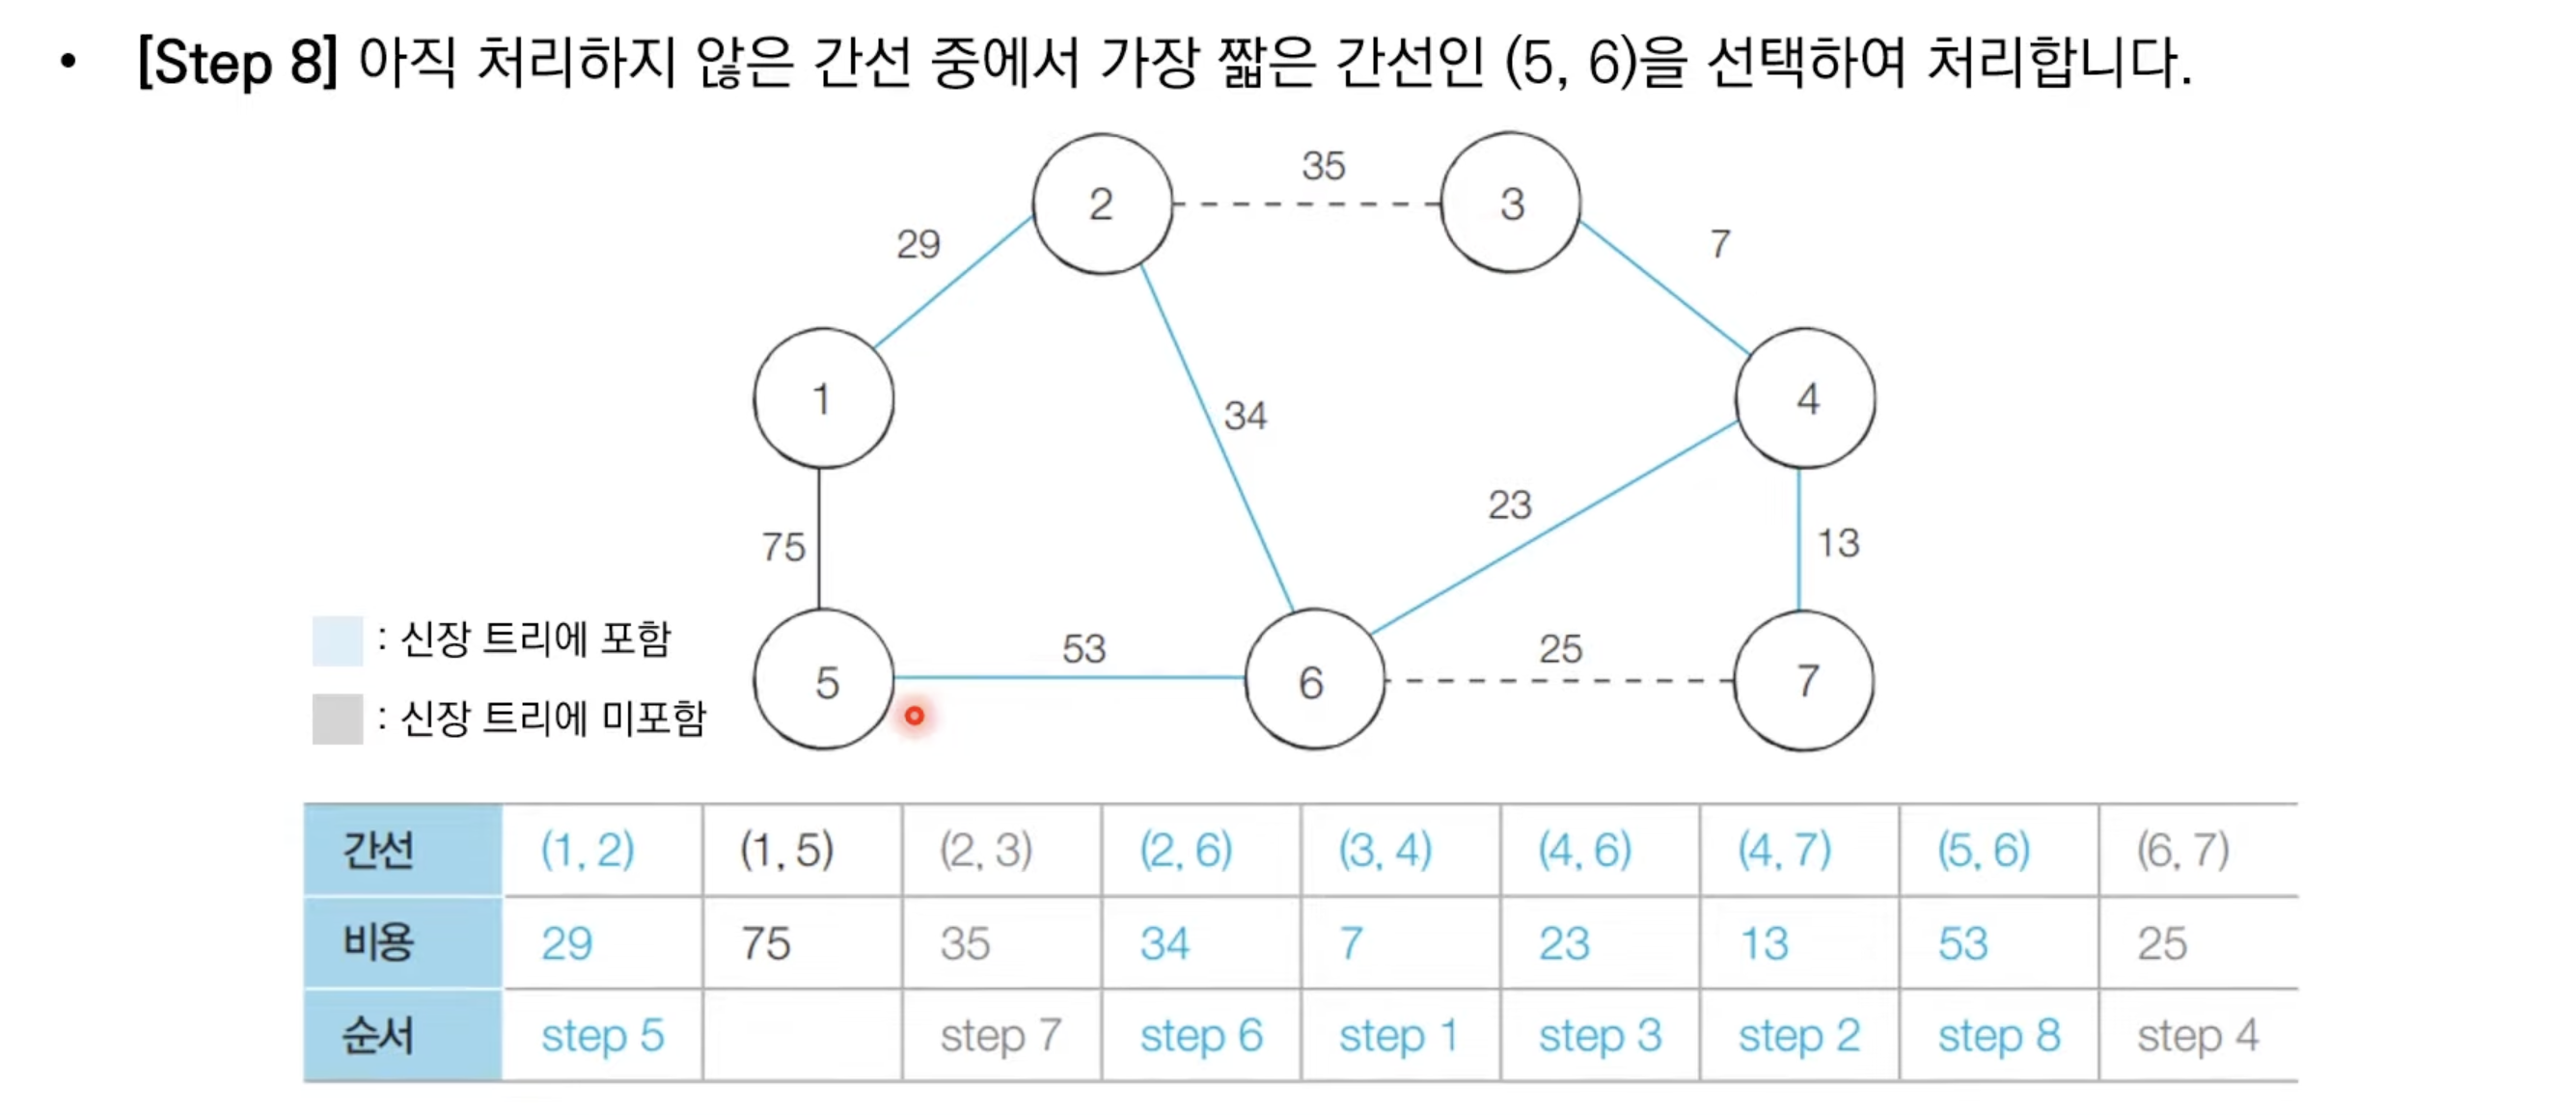 • [Step 8] 아직 처리하지 않은 간선 중에서 가장 짧은 간선인 (5, 6)을 선택하여 처리합니다.
2 35 3
29 7
1 4
34
23
75 13
: 신장 트리에 포함
53 25
5 6 7
: 신장 트리에 미포함
간선 (1, 2) (1, 5) (2, 3) (2, 6) (3, 4) (4, 6) (4, 7) (5, 6) (6, 7)
비용 29 75 35 34 7 23 13 53 25
순서 step 5 step 7 step 6 step 1 step 3 step 2 step 8 step 4